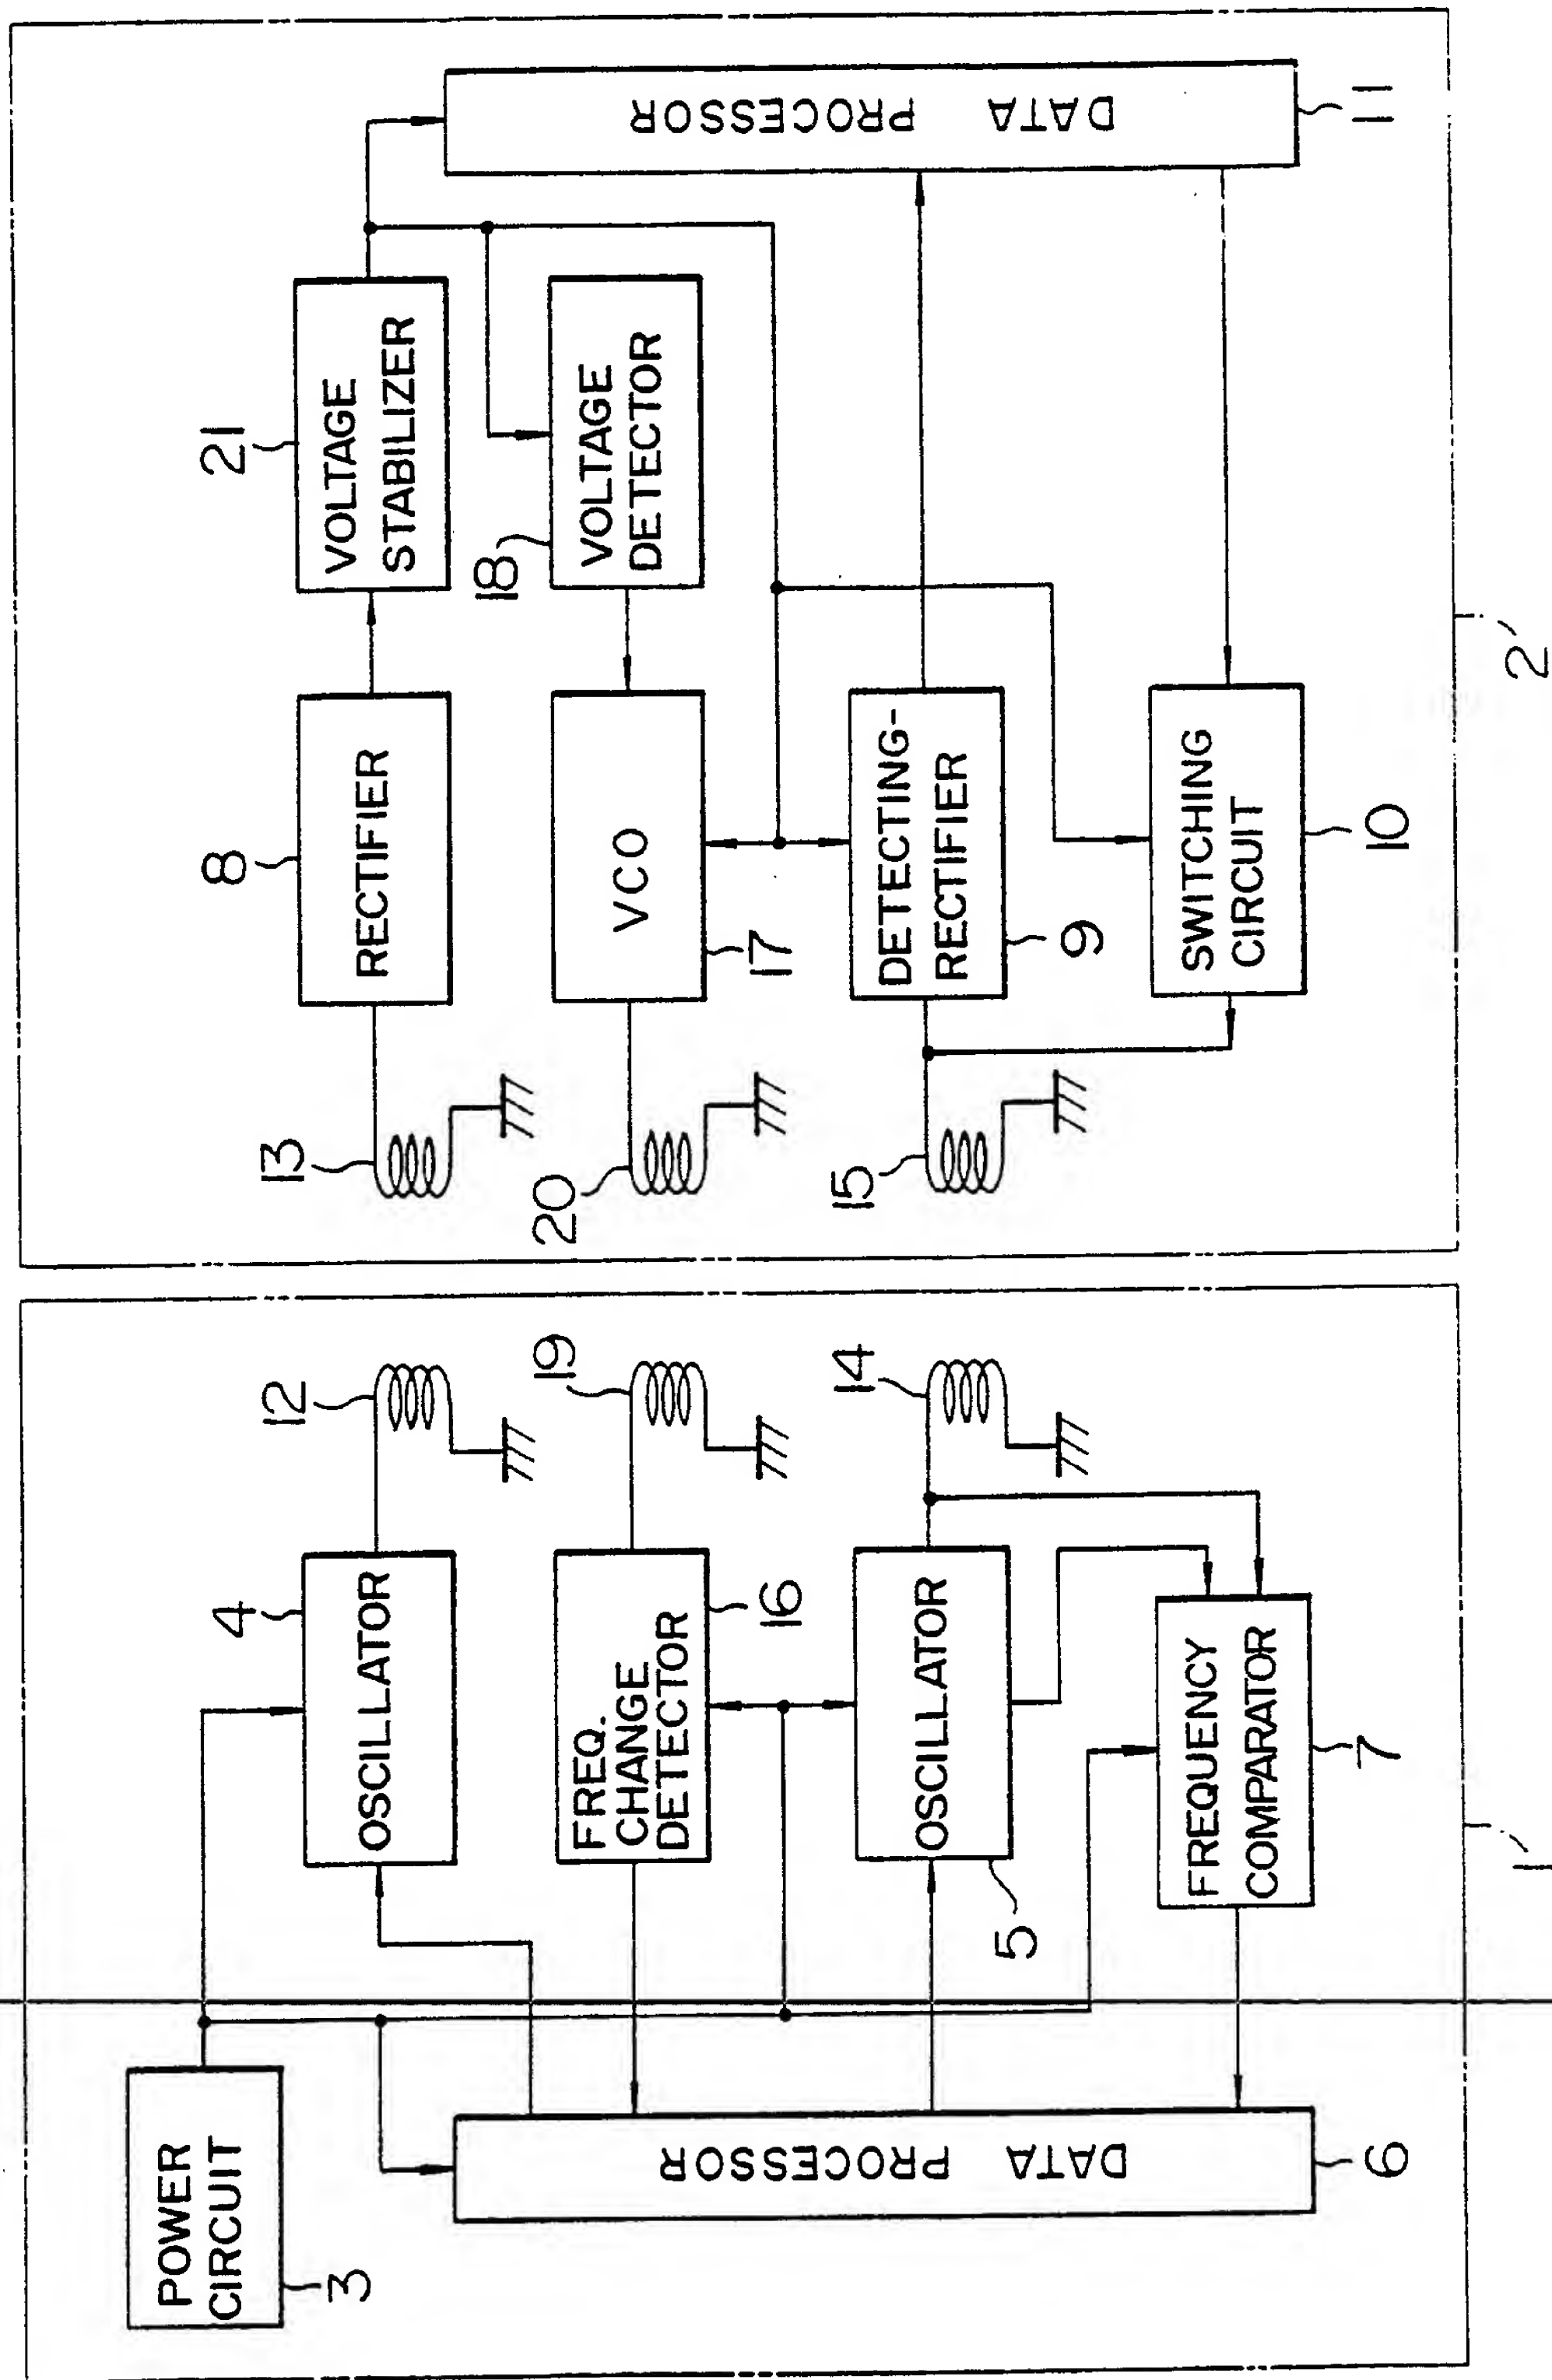 POWER
CIRCUIT
3
DATA PROCESSOR
6
4
OSCILLATOR
12
FREQ.
CHANGE
DETECTOR
16
19
OSCILLATOR
5
14
FREQUENCY
COMPARATOR
7
1
13
8
RECTIFIER
21
VOLTAGE
STABILIZER
20
VCO
17
18
VOLTAGE
DETECTOR
15
DETECTING-
RECTIFIER
9
SWITCHING
CIRCUIT
10
DATA PROCESSOR
11
2